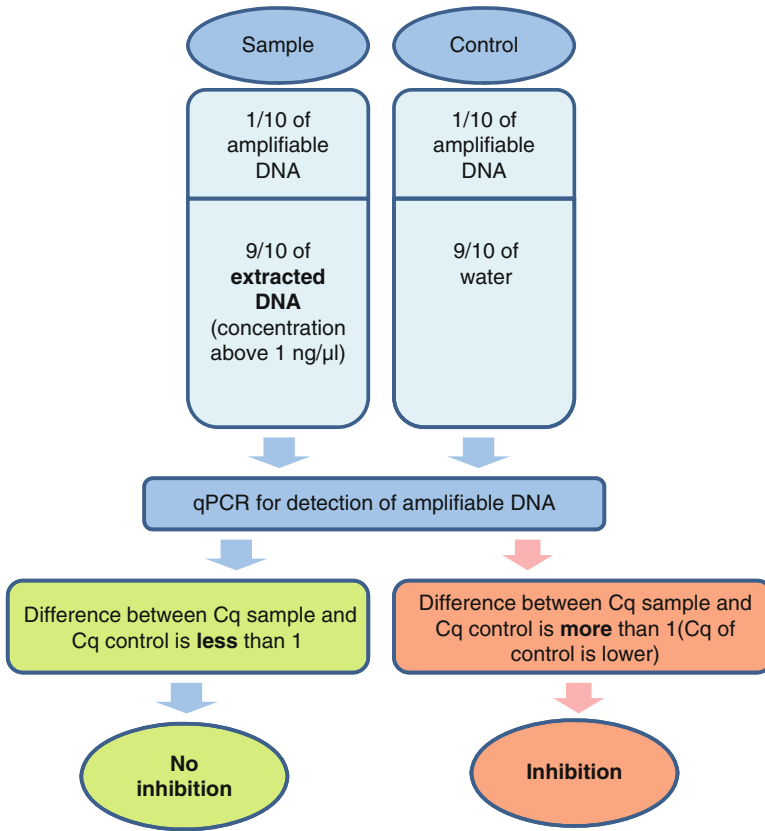 Sample
Control
1/10 of
amplifiable
DNA
1/10 of
amplifiable
DNA
9/10 of
extracted
DNA
(concentration
above 1 ng/µl)
9/10 of
water
qPCR for detection of amplifiable DNA
Difference between Cq sample and
Cq control is less than 1
Difference between Cq sample and
Cq control is more than 1(Cq of
control is lower)
No
inhibition
Inhibition